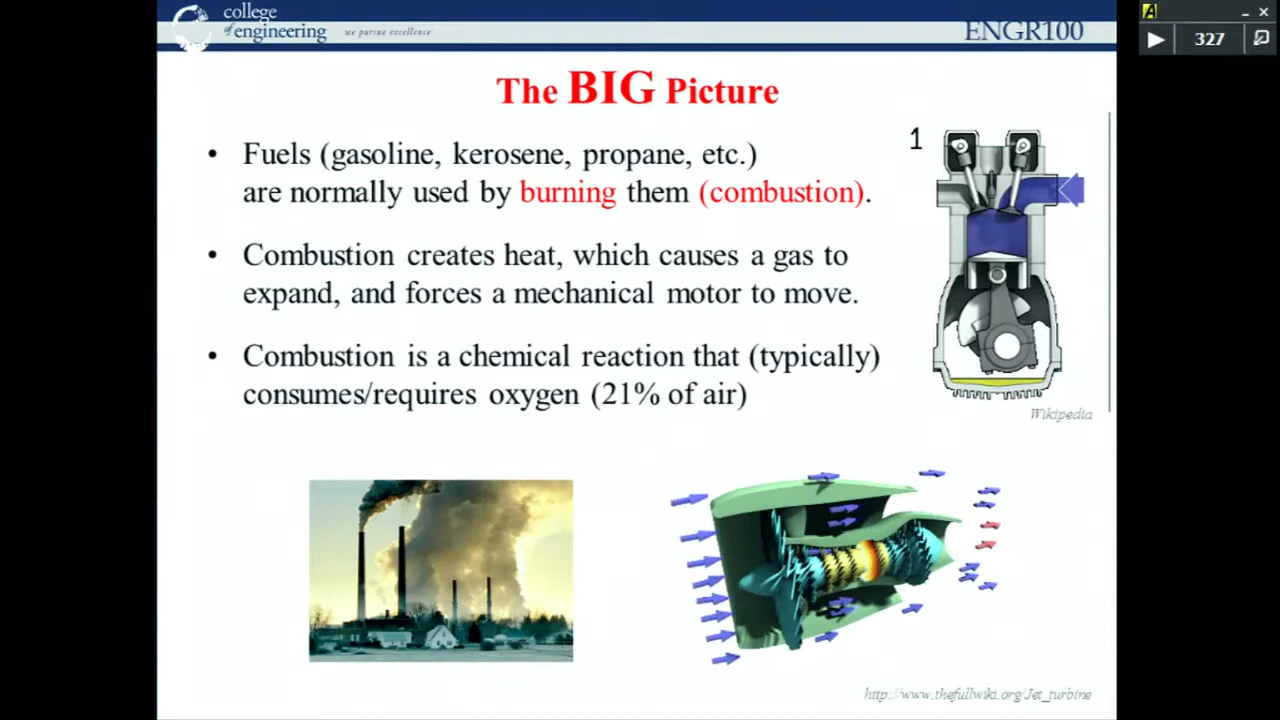 college
of engineering
we pursue excellence
ENGR100
327
The BIG Picture
• Fuels (gasoline, kerosene, propane, etc.)
are normally used by burning them (combustion).
• Combustion creates heat, which causes a gas to
expand, and forces a mechanical motor to move.
• Combustion is a chemical reaction that (typically)
consumes/requires oxygen (21% of air)
1
Wikipedia
http://www.thefullwiki.org/Jet_turbine